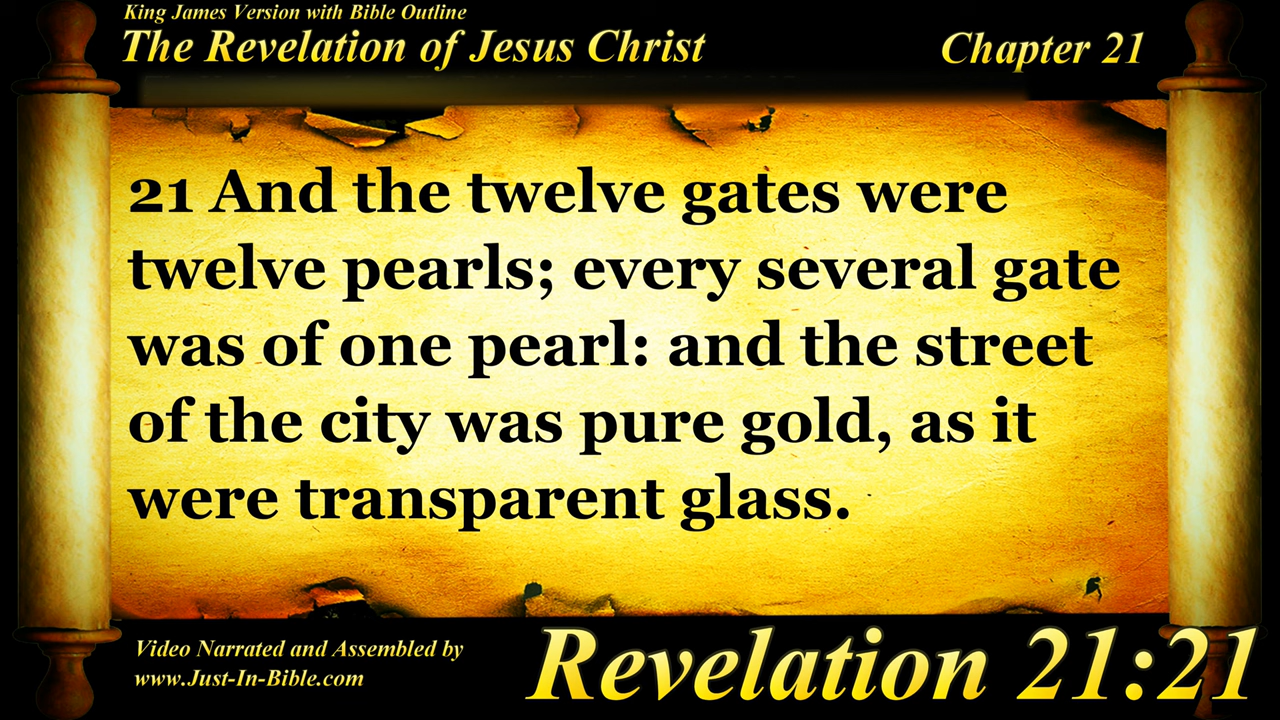 King James Version with Bible Outline
The Revelation of Jesus Christ
Chapter 21
21 And the twelve gates were
twelve pearls; every several gate
was of one pearl: and the street
of the city was pure gold, as it
were transparent glass.
Video Narrated and Assembled by
www.Just-In-Bible.com
Revelation 21:21